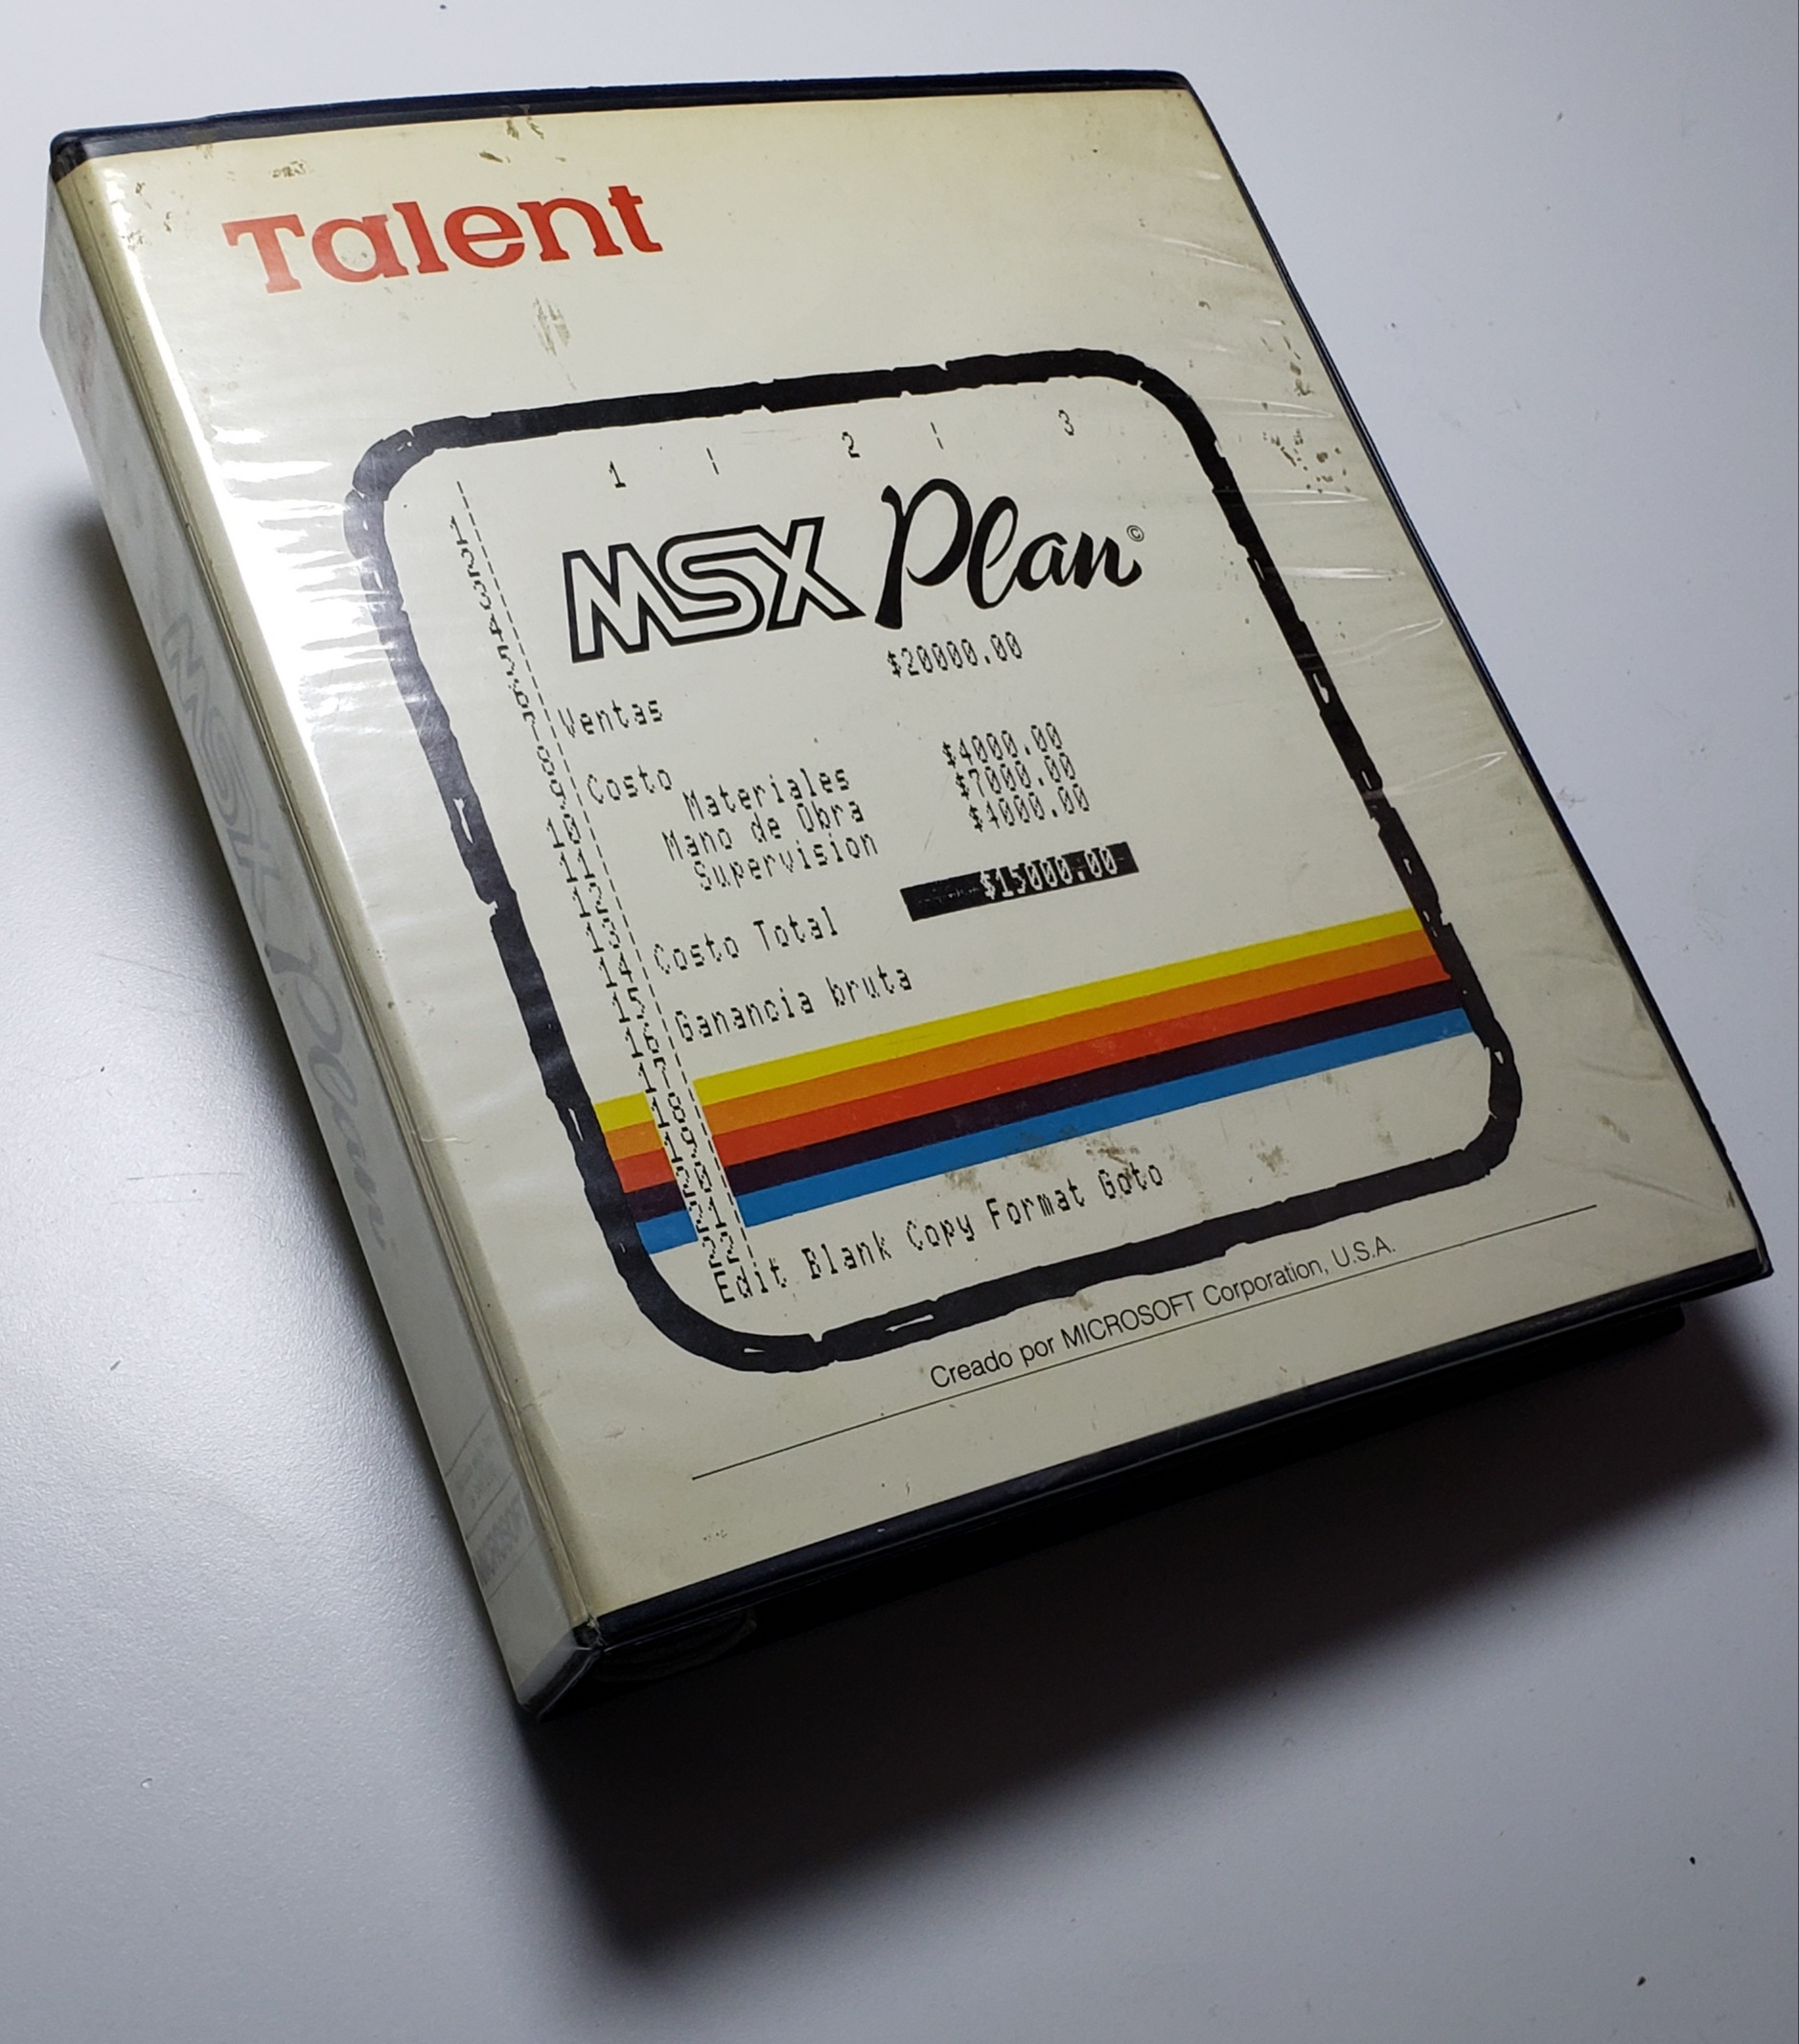 Talent
1 | 2 | 3
MSX Plan©
$20000.00
Ventas
Costo
Materiales $4000.00
Mano de Obra $7000.00
Supervision $4000.00
Costo Total $15000.00
Ganancia bruta
Edit Blank Copy Format Goto
Creado por MICROSOFT Corporation, U.S.A.
MSX Plan
MICROSOFT